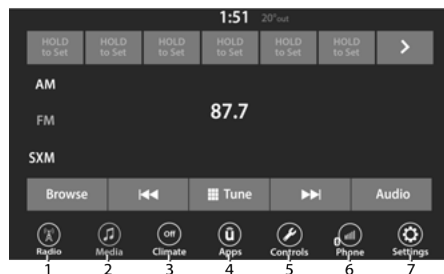 1:51 20°out
HOLD to Set HOLD to Set HOLD to Set HOLD to Set HOLD to Set HOLD to Set
AM
FM
87.7
SXM
Browse Tune Audio
Off ū 0
Radio Media Climate Apps Controls Phone Settings
1 2 3 4 5 6 7